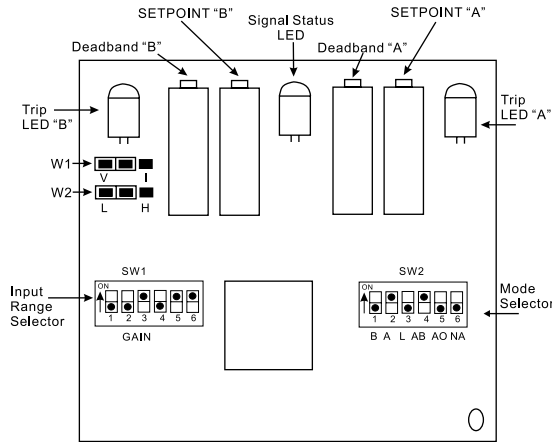 SETPOINT “B”
Signal Status
LED
SETPOINT “A”
Deadband “B”
Deadband “A”
Trip
LED “B”
Trip
LED “A”
W1
V I
W2
L H
SW1
SW2
Input
Range
Selector
ON
1 2 3 4 5 6
GAIN
ON
1 2 3 4 5 6
B A L AB AO NA
Mode
Selector